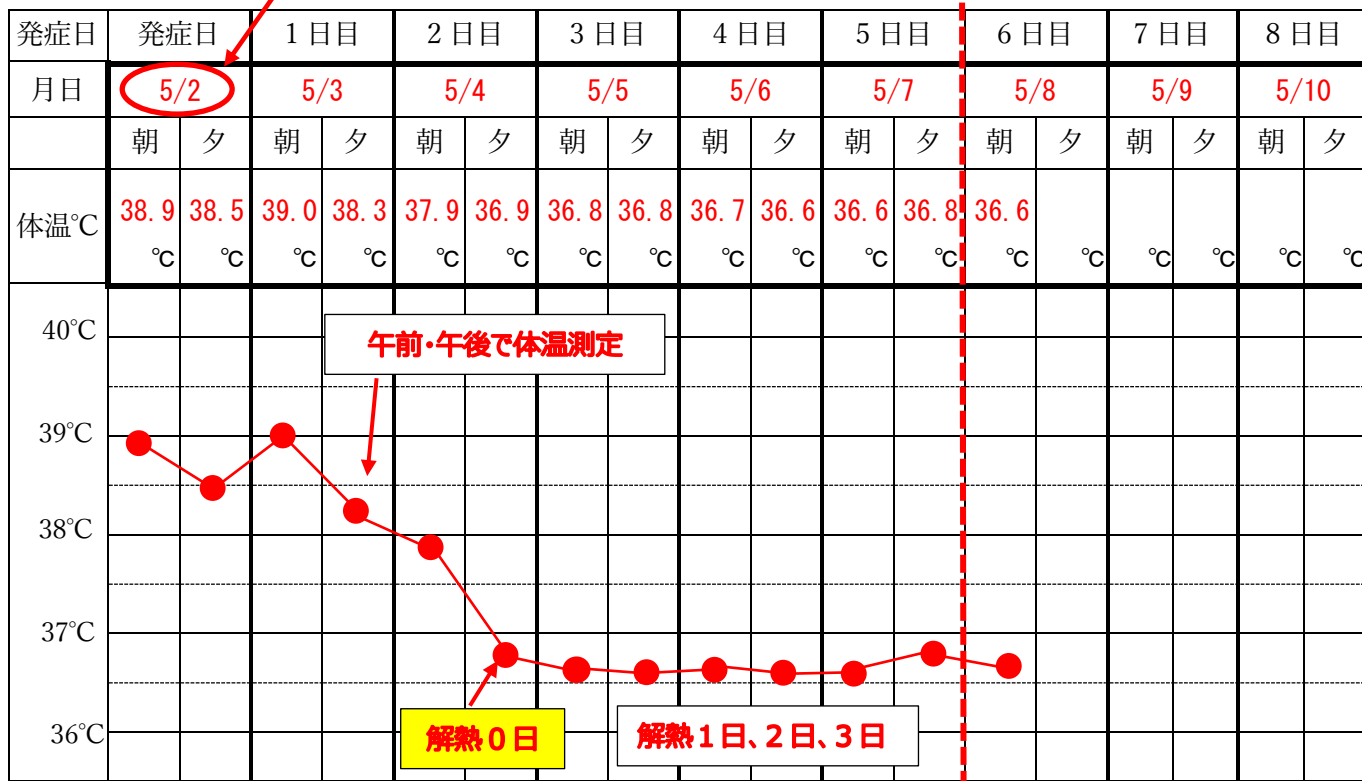 発症日 発症日 1日目 2日目 3日目 4日目 5日目 6日目 7日目 8日目
月日 5/2 5/3 5/4 5/5 5/6 5/7 5/8 5/9 5/10
朝 夕 朝 夕 朝 夕 朝 夕 朝 夕 朝 夕 朝 夕 朝 夕 朝 夕
体温℃ 38.9 38.5 39.0 38.3 37.9 36.9 36.8 36.8 36.7 36.6 36.6 36.8 36.6
℃ ℃ ℃ ℃ ℃ ℃ ℃ ℃ ℃ ℃ ℃ ℃ ℃ ℃ ℃ ℃ ℃ ℃
40℃
午前・午後で体温測定
39℃
38℃
37℃
36℃
解熱0日
解熱1日、2日、3日